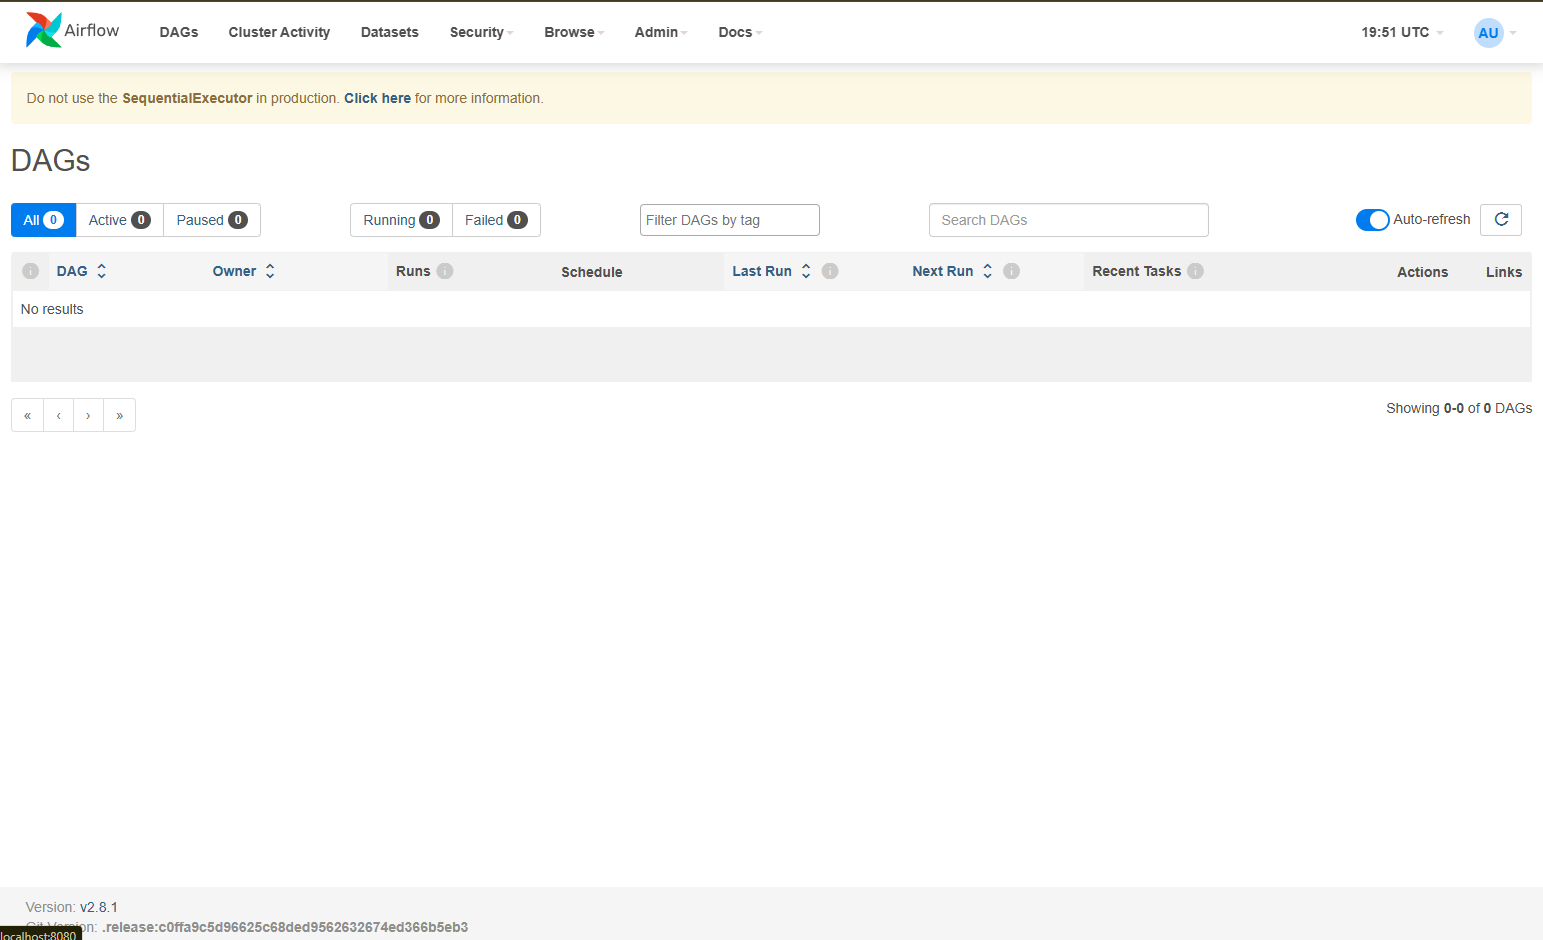 Airflow DAGs Cluster Activity Datasets Security Browse Admin Docs 19:51 UTC AU
Do not use the SequentialExecutor in production. Click here for more information.
DAGs
All 0 Active 0 Paused 0 Running 0 Failed 0 Filter DAGs by tag Search DAGs Auto-refresh
DAG Owner Runs Schedule Last Run Next Run Recent Tasks Actions Links
No results
« ‹ › » Showing 0-0 of 0 DAGs
Version: v2.8.1
Git Version: .release:c0ffa9c5d96625c68ded9562632674ed366b5eb3
localhost:8080